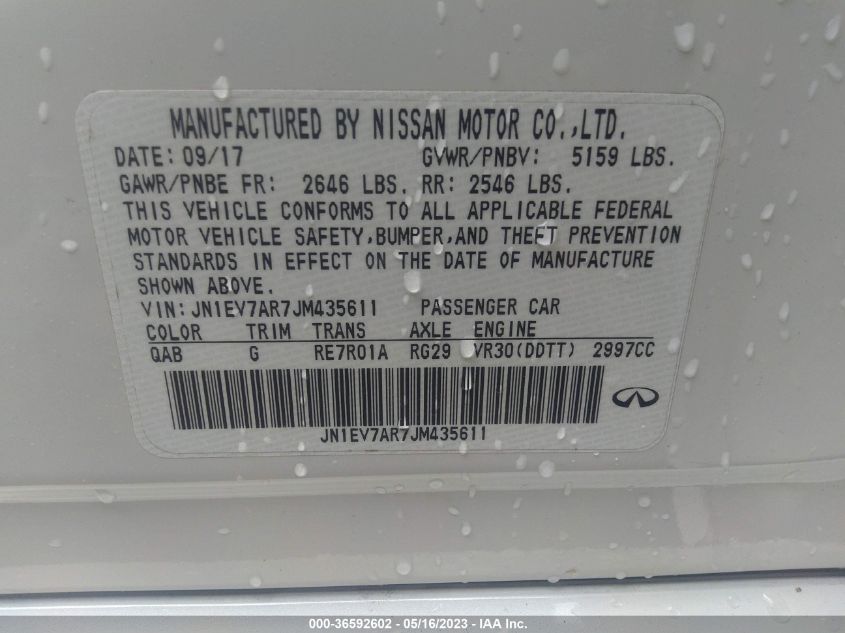 MANUFACTURED BY NISSAN MOTOR CO.,LTD.
DATE: 09/17 GVWR/PNBV: 5159 LBS.
GAWR/PNBE FR: 2646 LBS. RR: 2546 LBS.
THIS VEHICLE CONFORMS TO ALL APPLICABLE FEDERAL
MOTOR VEHICLE SAFETY,BUMPER,AND THEFT PREVENTION
STANDARDS IN EFFECT ON THE DATE OF MANUFACTURE
SHOWN ABOVE.
VIN:JN1EV7AR7JM435611 PASSENGER CAR
COLOR TRIM TRANS AXLE ENGINE
QAB G RE7R01A RG29 VR30(DDTT) 2997CC
JN1EV7AR7JM435611
000-36592602 - 05/16/2023 - IAA Inc.